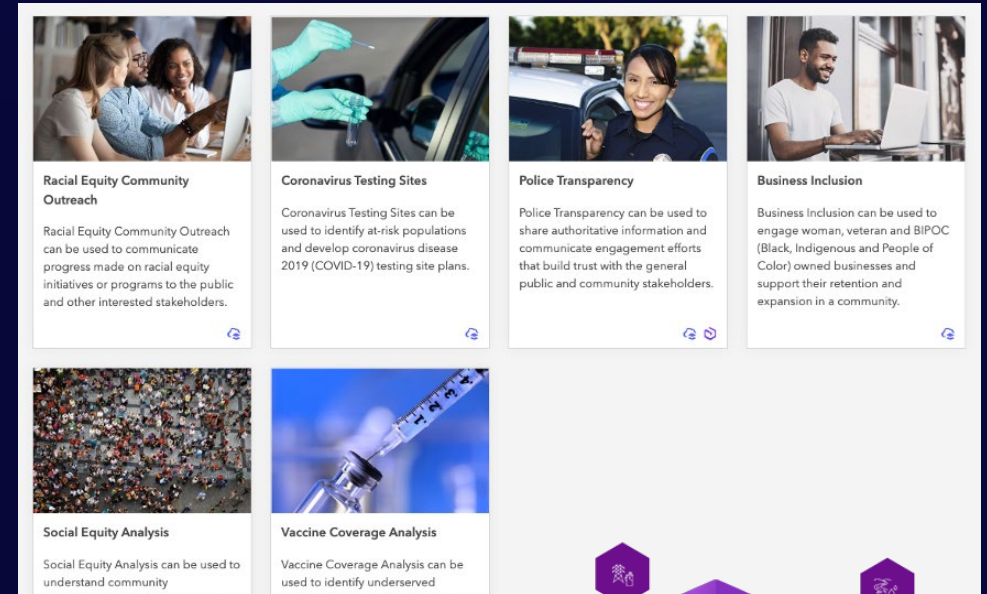 Racial Equity Community
Outreach
Racial Equity Community Outreach
can be used to communicate
progress made on racial equity
initiatives or programs to the public
and other interested stakeholders.
Coronavirus Testing Sites
Coronavirus Testing Sites can be
used to identify at-risk populations
and develop coronavirus disease
2019 (COVID-19) testing site plans.
Police Transparency
Police Transparency can be used to
share authoritative information and
communicate engagement efforts
that build trust with the general
public and community stakeholders.
Business Inclusion
Business Inclusion can be used to
engage woman, veteran and BIPOC
(Black, Indigenous and People of
Color) owned businesses and
support their retention and
expansion in a community.
1 2 3 4
Social Equity Analysis
Social Equity Analysis can be used to
understand community
Vaccine Coverage Analysis
Vaccine Coverage Analysis can be
used to identify underserved